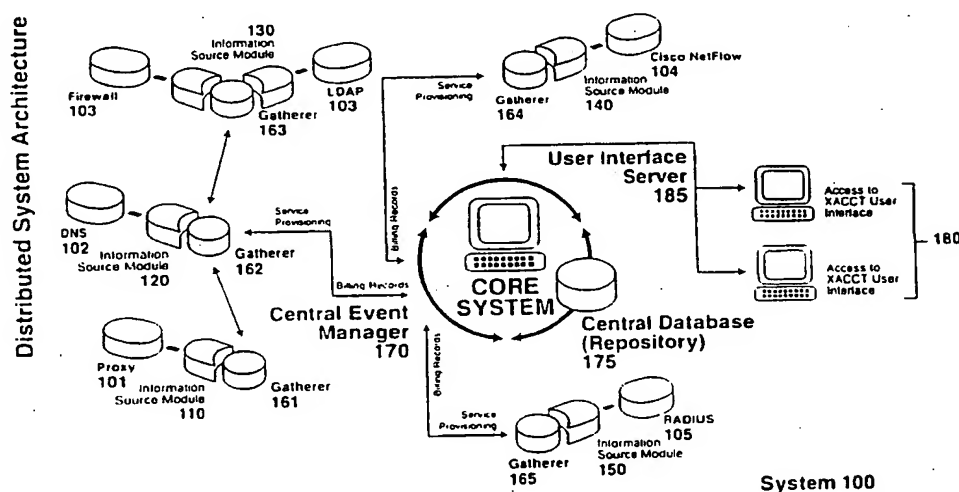 Distributed System Architecture
130
Information
Source Module
Firewall
103
LDAP
103
Gatherer
163
Service
Provisioning
Gatherer
164
Information
Source Module
140
Cisco NetFlow
104
User Interface
Server
185
Access to
XACCT User
Interface
Access to
XACCT User
Interface
180
DNS
102
Information
Source Module
120
Gatherer
162
Service
Provisioning
Billing Records
Billing Records
CORE
SYSTEM
Central Event
Manager
170
Central Database
(Repository)
175
Proxy
101
Information
Source Module
110
Gatherer
161
Billing Records
Service
Provisioning
Gatherer
165
Information
Source Module
150
RADIUS
105
System 100